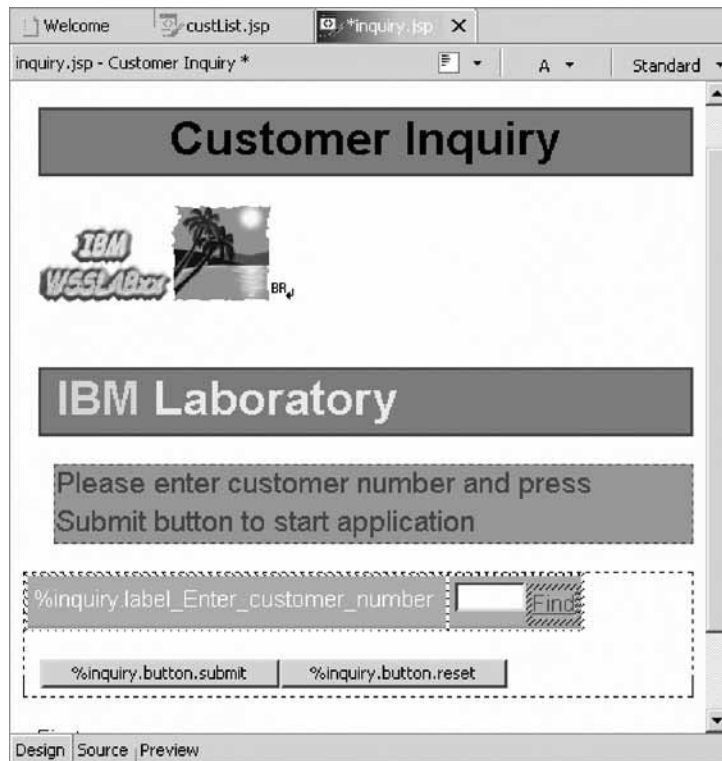 Welcome custList.jsp *inquiry.jsp X
inquiry.jsp - Customer Inquiry * A Standard
Customer Inquiry
IBM
WSSLABxx
BR
IBM Laboratory
Please enter customer number and press
Submit button to start application
%inquiry.label_Enter_customer_number Find
%inquiry.button.submit %inquiry.button.reset
Design Source Preview